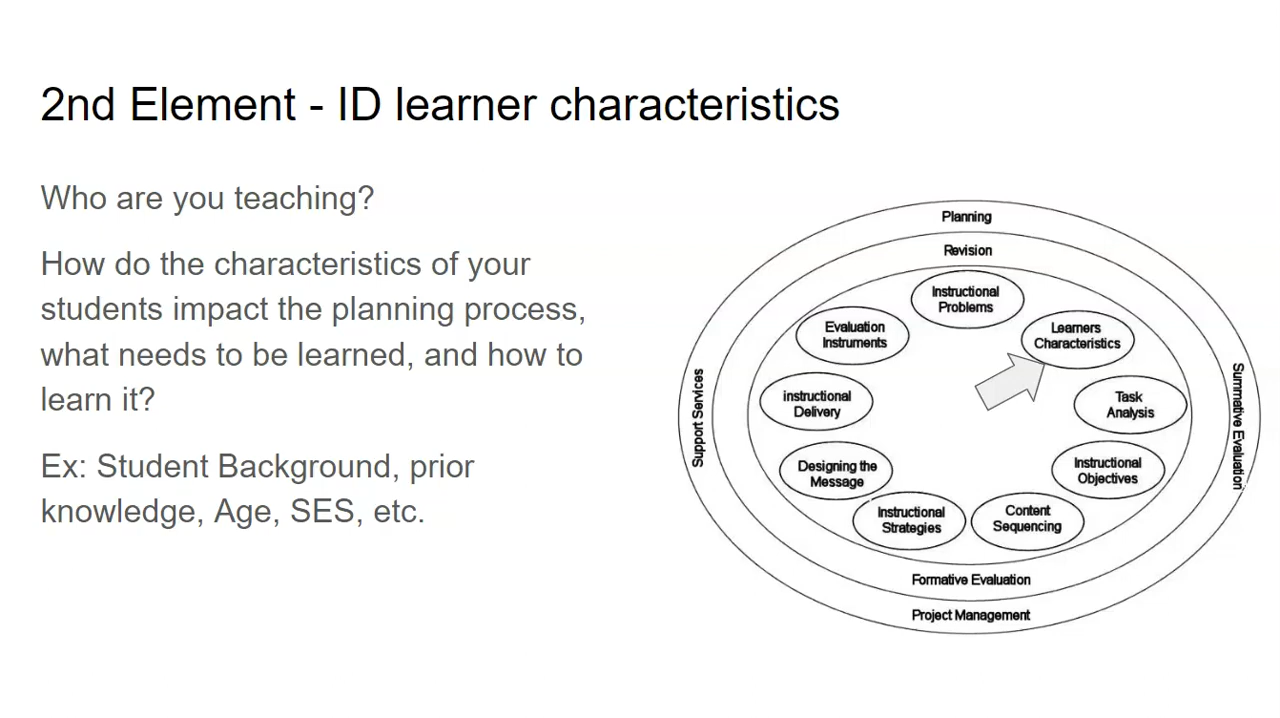 2nd Element - ID learner characteristics
Who are you teaching?
How do the characteristics of your
students impact the planning process,
what needs to be learned, and how to
learn it?
Ex: Student Background, prior
knowledge, Age, SES, etc.
Planning
Revision
Instructional
Problems
Learners
Characteristics
Task
Analysis
Instructional
Objectives
Content
Sequencing
Instructional
Strategies
Designing the
Message
instructional
Delivery
Evaluation
Instruments
Support Services
Summative Evaluation
Formative Evaluation
Project Management